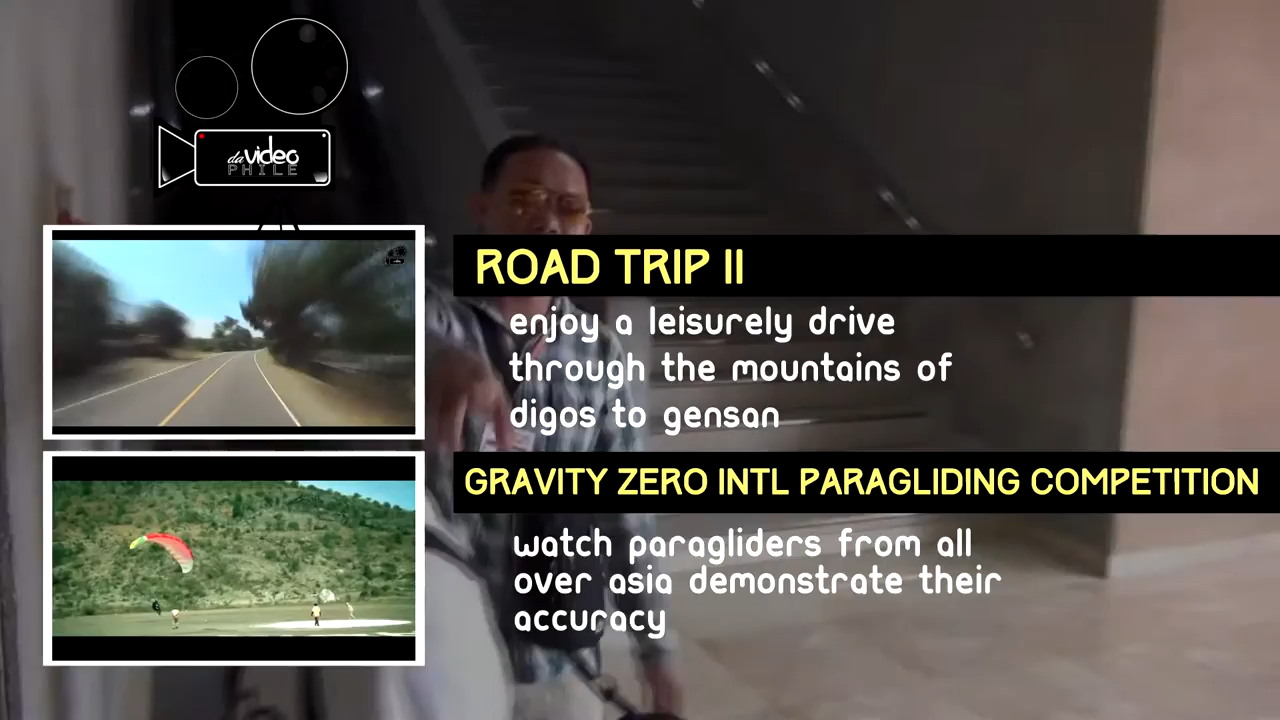 da video
PHILE
ROAD TRIP II
enjoy a leisurely drive
through the mountains of
digos to gensan
GRAVITY ZERO INTL PARAGLIDING COMPETITION
watch paragliders from all
over asia demonstrate their
accuracy